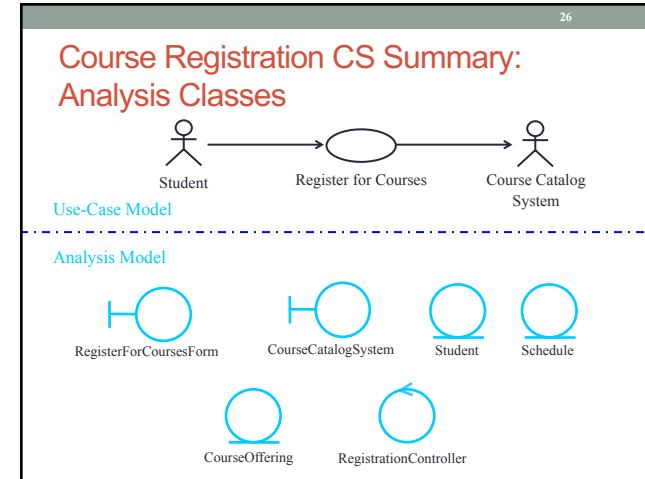 26
Course Registration CS Summary:
Analysis Classes
Student
Register for Courses
Course Catalog
System
Use-Case Model
Analysis Model
RegisterForCoursesForm
CourseCatalogSystem
Student
Schedule
CourseOffering
RegistrationController